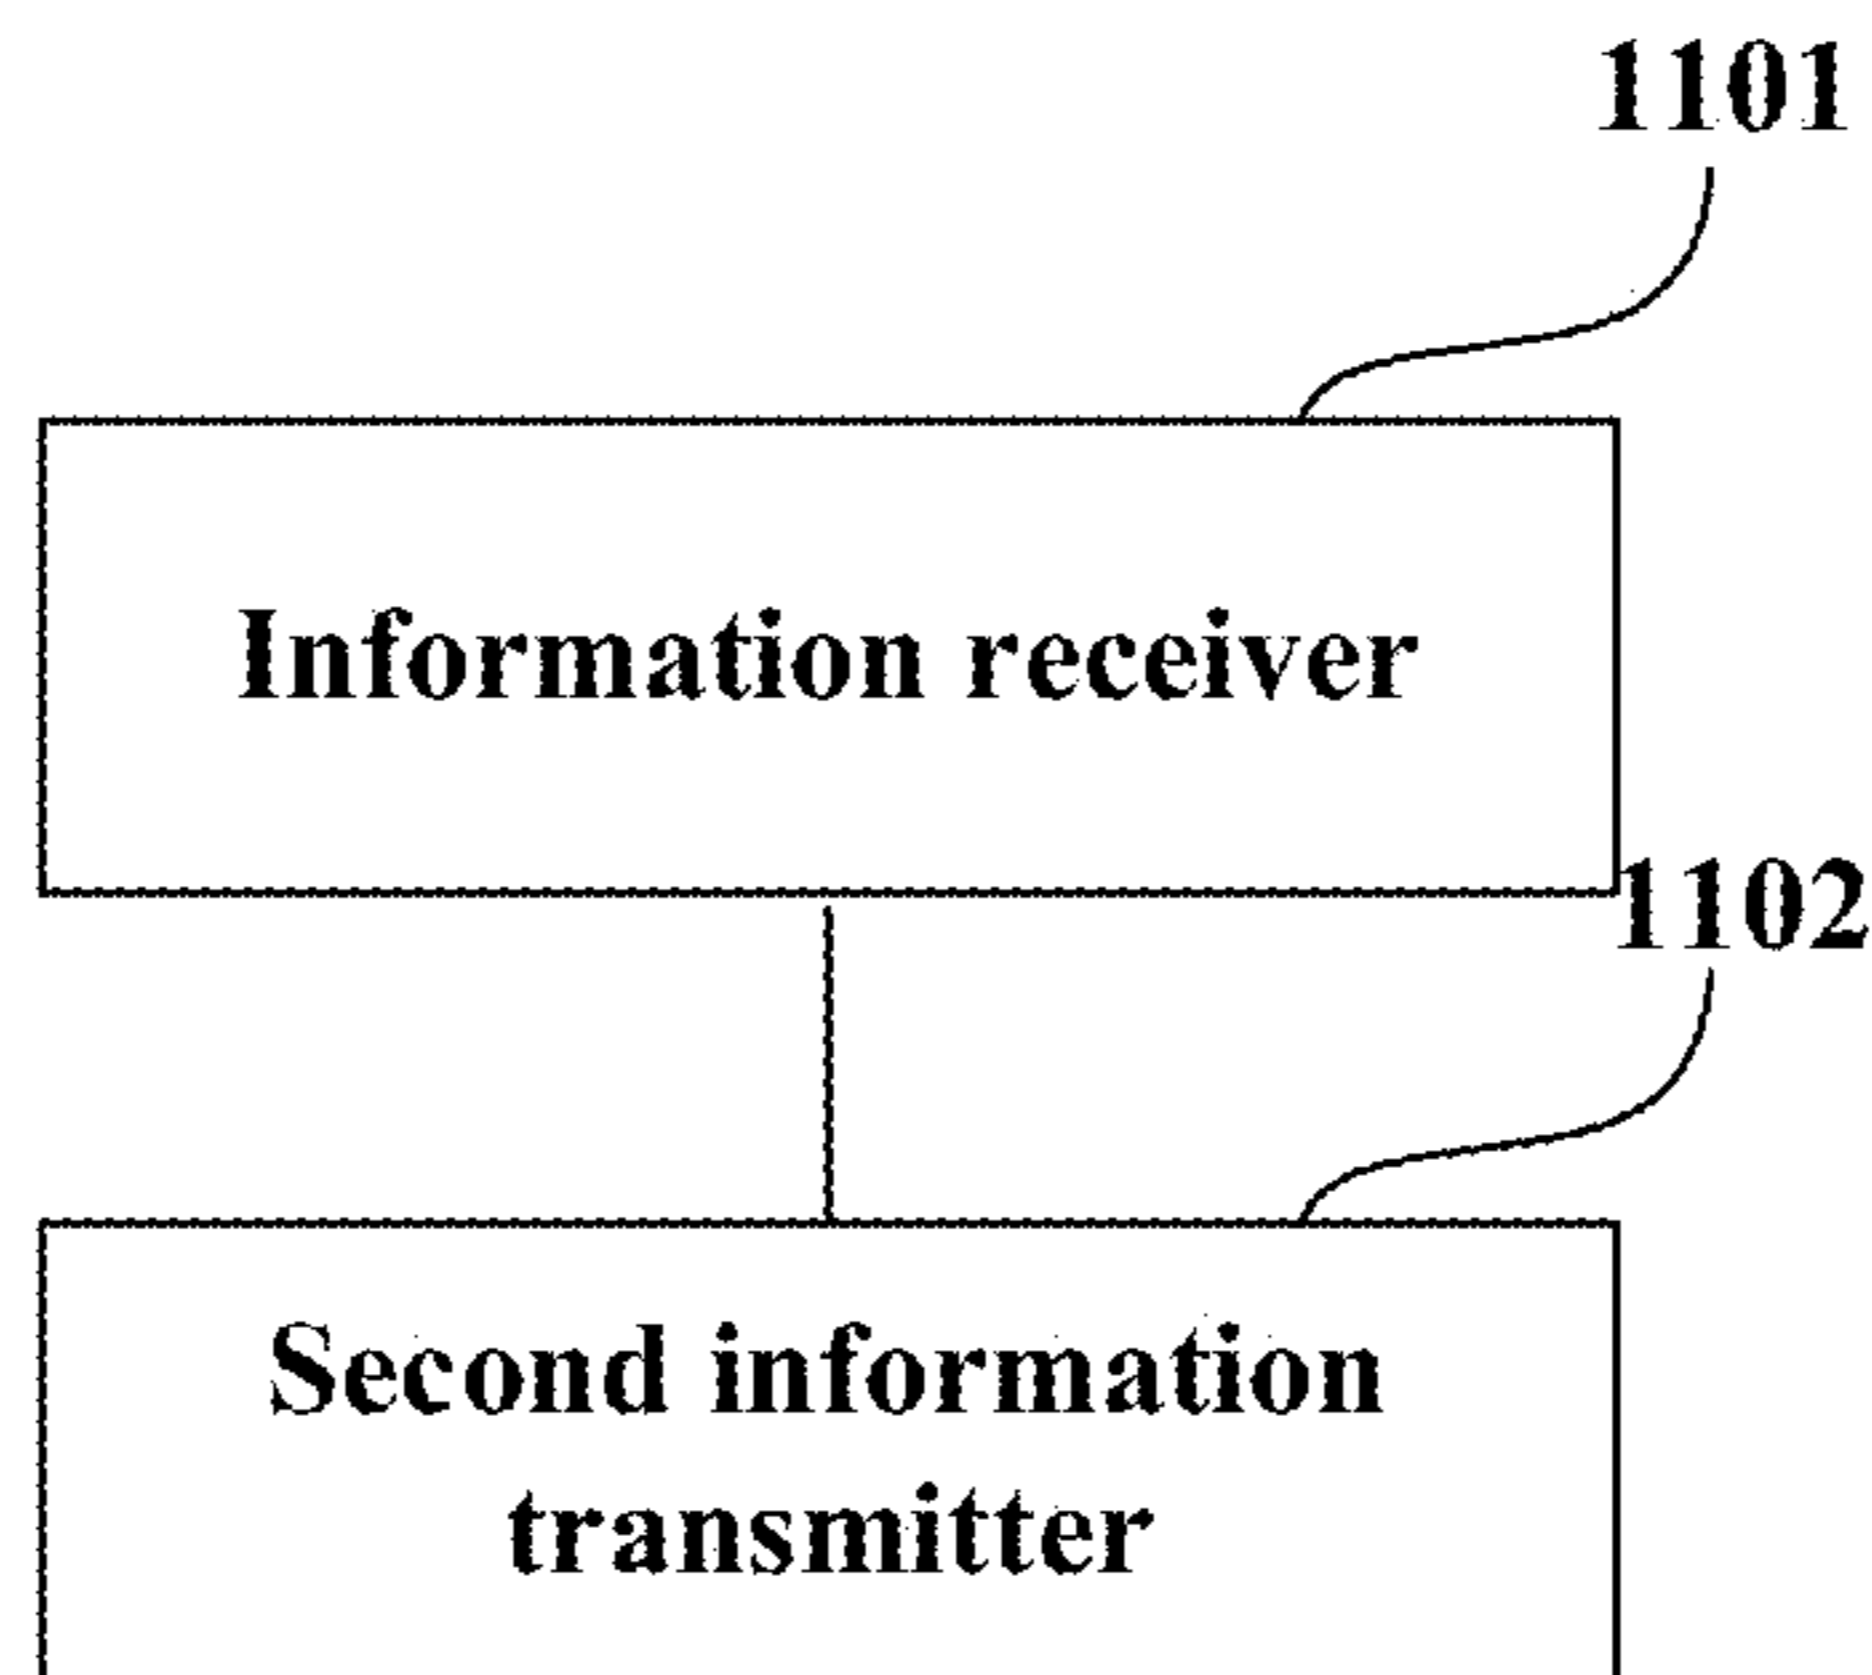 1101
Information receiver
1102
Second information
transmitter